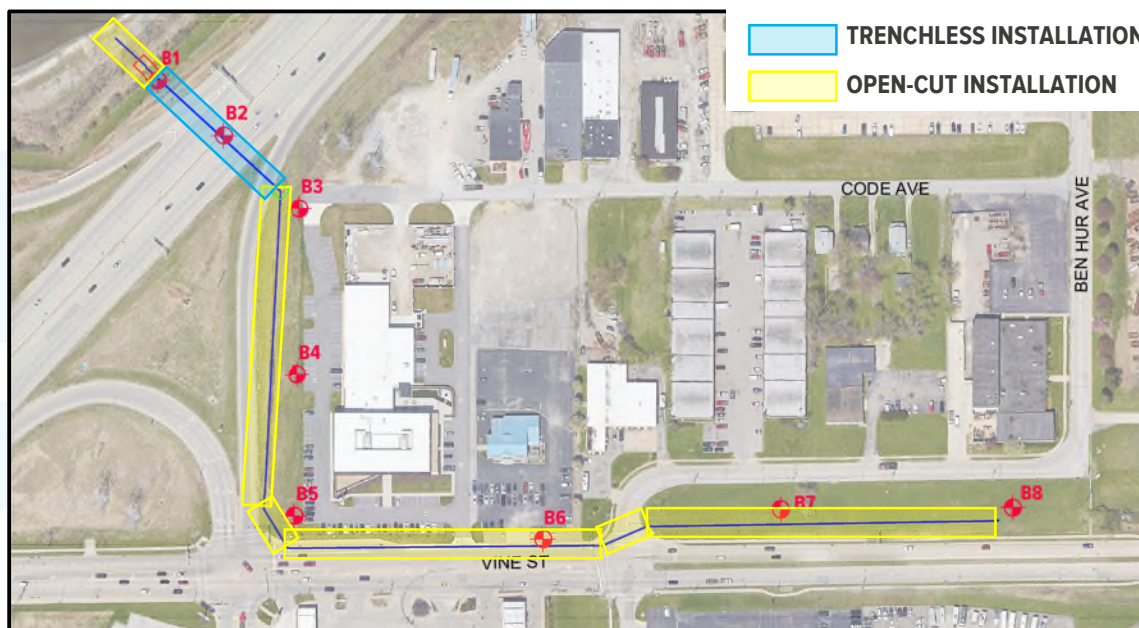 TRENCHLESS INSTALLATION
OPEN-CUT INSTALLATION
B1
B2
B3
CODE AVE
BEN HUR AVE
B4
B5
B6
B7
B8
VINE ST